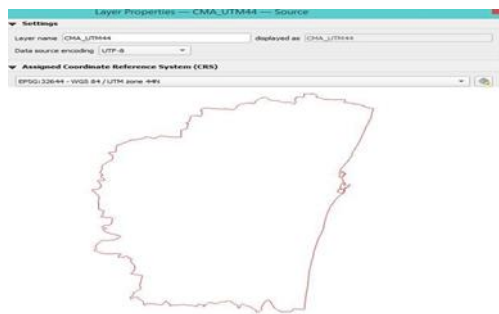 Layer Properties — CMA_UTM44 — Source
Settings
Layer name CMA_UTM44 displayed as CMA_UTM44
Data source encoding UTF-8
Assigned Coordinate Reference System (CRS)
EPSG:32644 - WGS 84 / UTM zone 44N